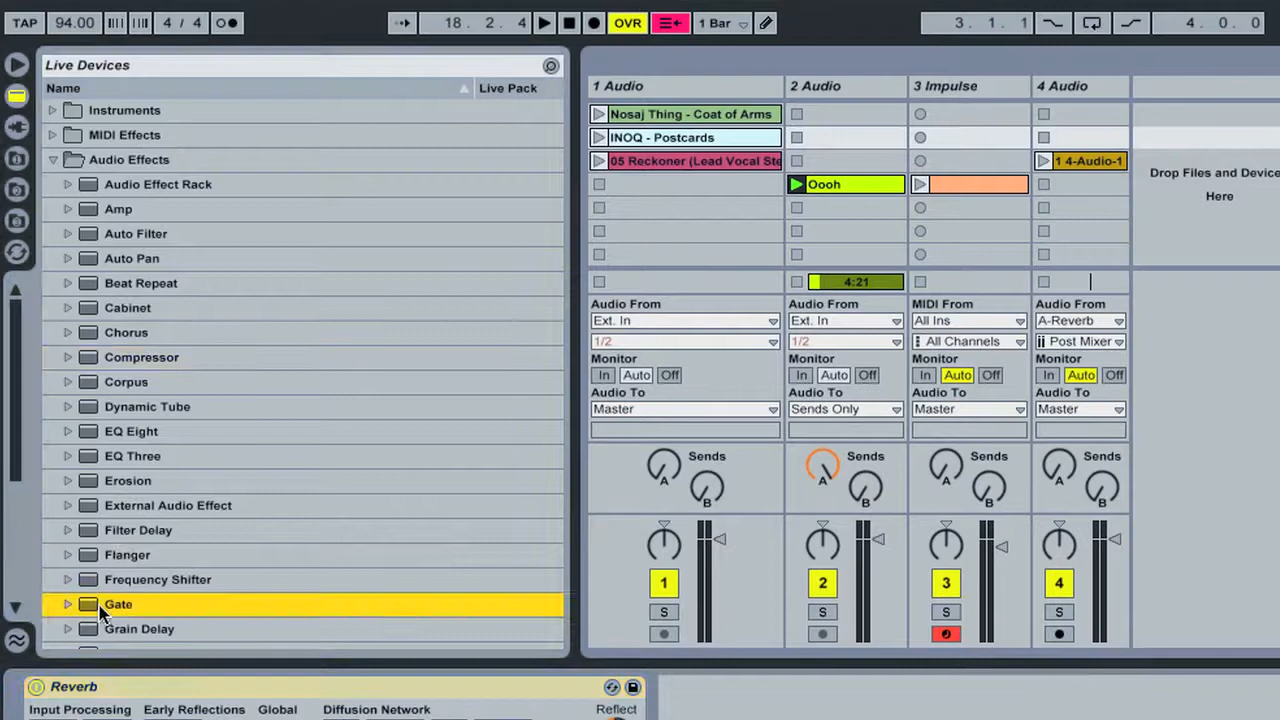 TAP 94.00 4 / 4 18. 2. 4 OVR 1 Bar 3. 1. 1 4. 0. 0
Live Devices
Name Live Pack
Instruments
MIDI Effects
Audio Effects
Audio Effect Rack
Amp
Auto Filter
Auto Pan
Beat Repeat
Cabinet
Chorus
Compressor
Corpus
Dynamic Tube
EQ Eight
EQ Three
Erosion
External Audio Effect
Filter Delay
Flanger
Frequency Shifter
Gate
Grain Delay
1 Audio 2 Audio 3 Impulse 4 Audio
Nosaj Thing - Coat of Arms
INOQ - Postcards
05 Reckoner (Lead Vocal Ste 1 4-Audio-1
Oooh
Drop Files and Device
Here
4:21
Audio From Audio From MIDI From Audio From
Ext. In Ext. In All Ins A-Reverb
1/2 1/2 All Channels Post Mixer
Monitor Monitor Monitor Monitor
In Auto Off In Auto Off In Auto Off In Auto Off
Audio To Audio To Audio To Audio To
Master Sends Only Master Master
Sends Sends Sends Sends
A B A B A B A B
1 2 3 4
S S S S
Reverb
Input Processing Early Reflections Global Diffusion Network Reflect